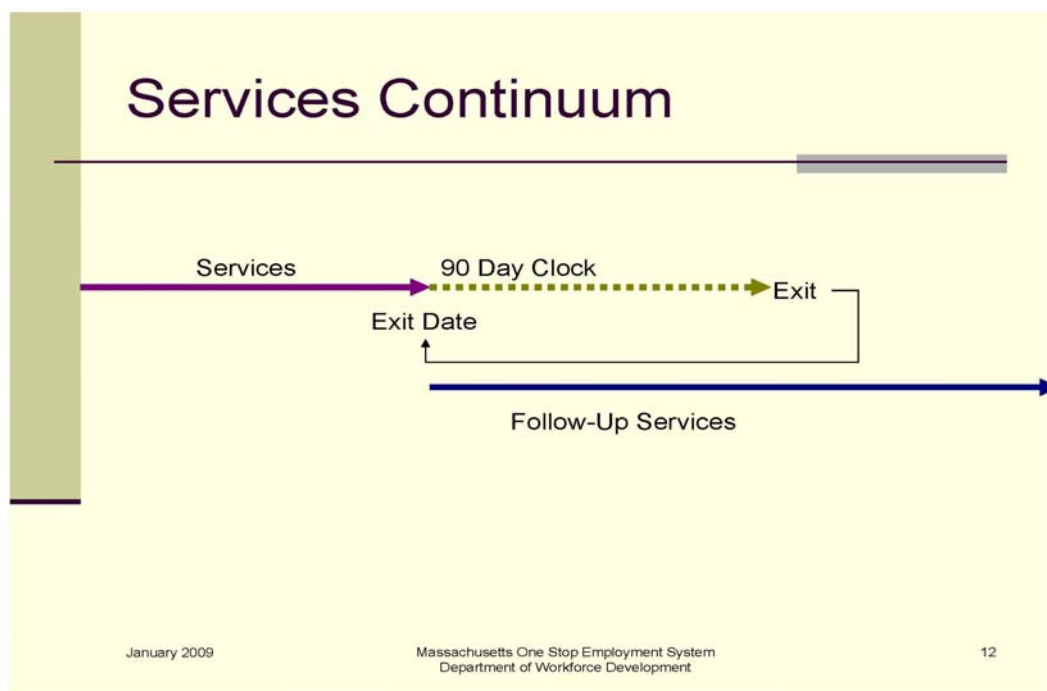 Services Continuum
Services
90 Day Clock
Exit
Exit Date
Follow-Up Services
January 2009
Massachusetts One Stop Employment System
Department of Workforce Development
12